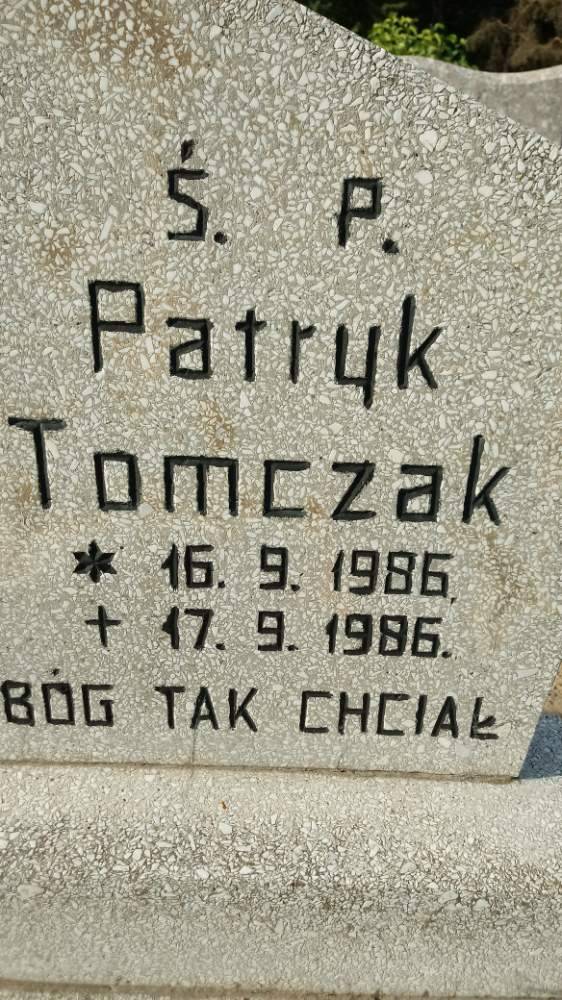 Ś. P.
Patryk
Tomczak
* 16. 9. 1986.
+ 17. 9. 1986.
BÓG TAK CHCIAŁ